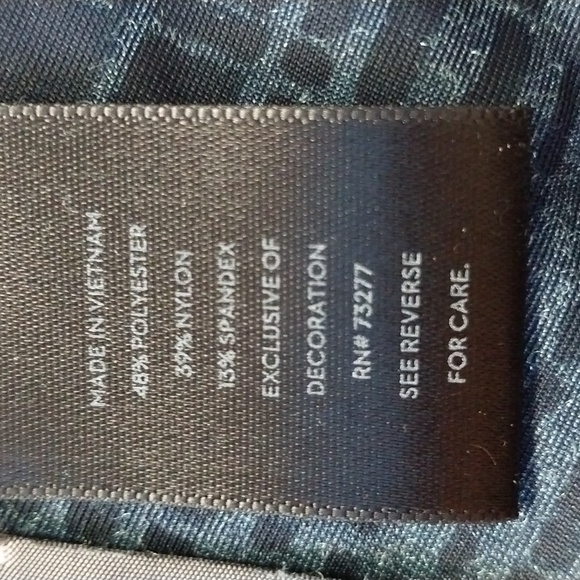 MADE IN VIETNAM
48% POLYESTER
39% NYLON
13% SPANDEX
EXCLUSIVE OF
DECORATION
RN# 73277
SEE REVERSE
FOR CARE.